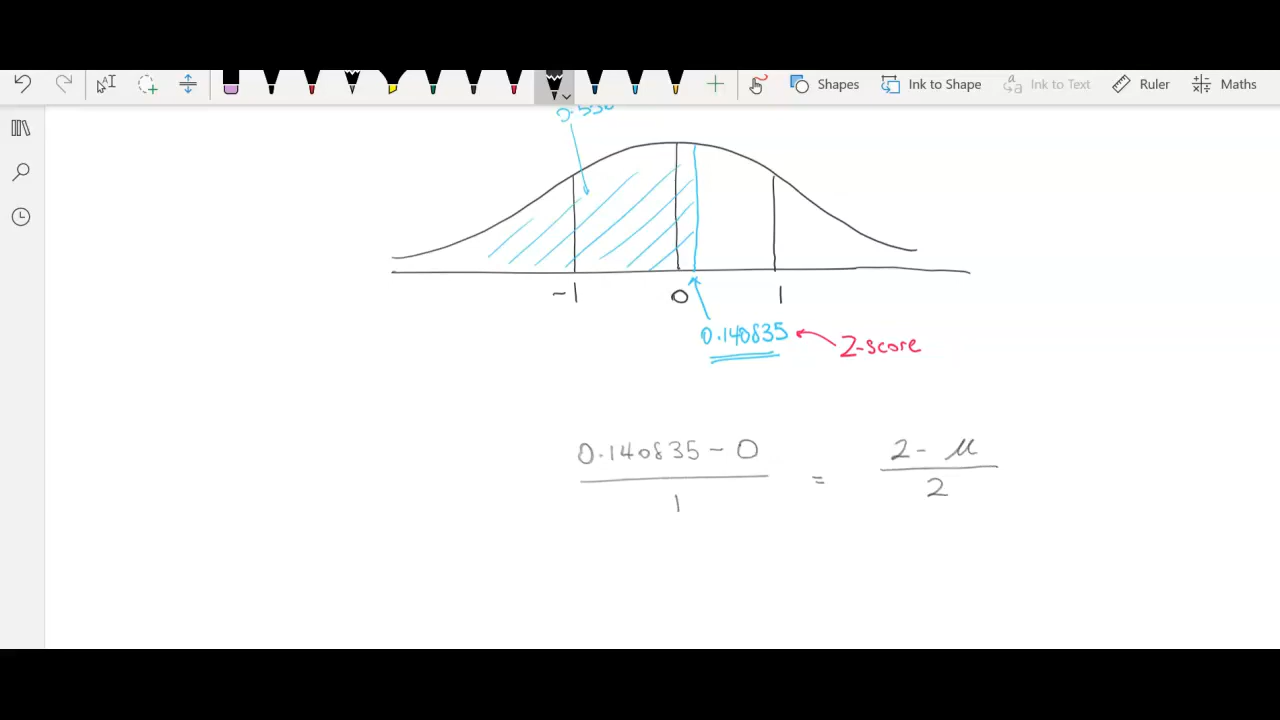 Shapes Ink to Shape Ink to Text Ruler Maths
-1 0 1
0.140835 Z-score
0.140835 - 0 = 2 - μ
1 2